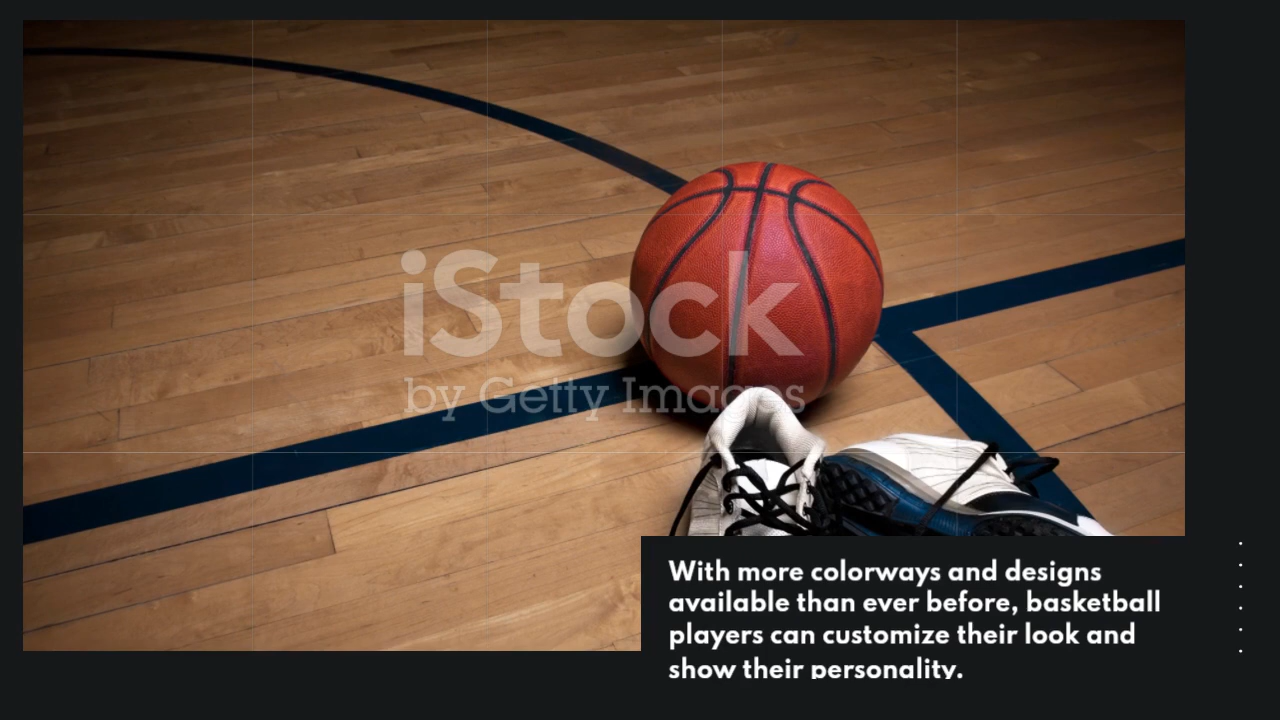 iStock
by Getty Images
With more colorways and designs
available than ever before, basketball
players can customize their look and
show their personality.